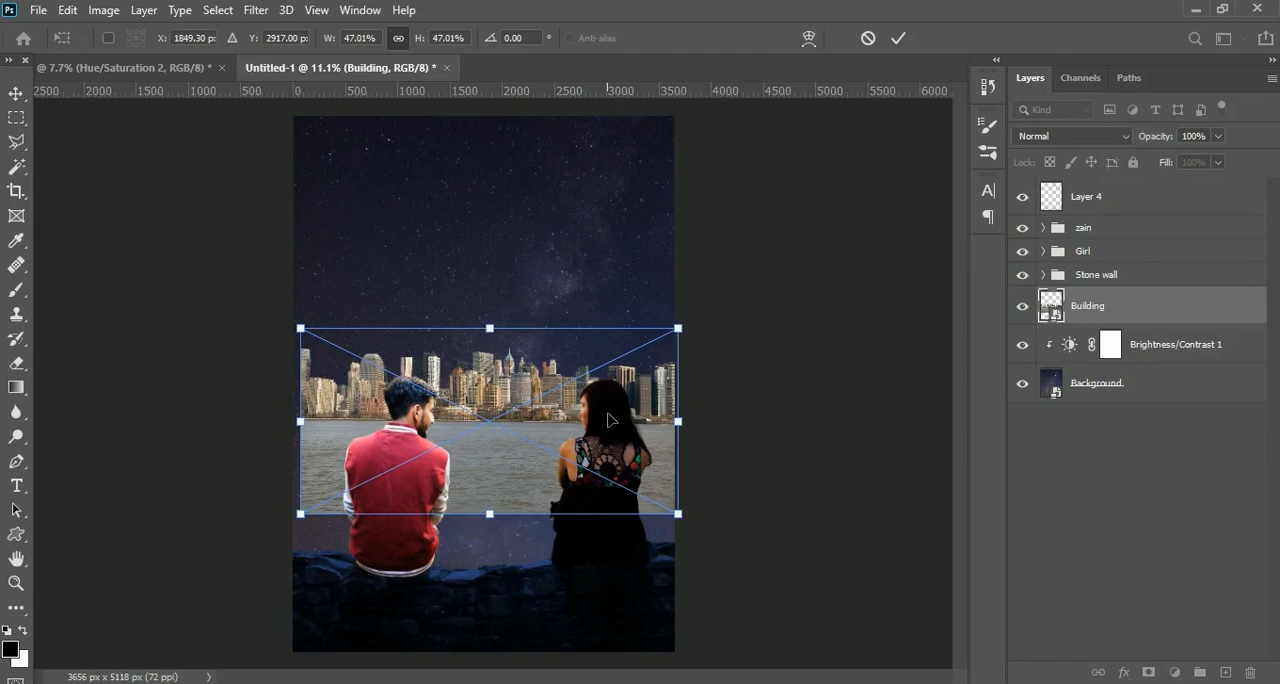 Ps File Edit Image Layer Type Select Filter 3D View Window Help
X: 1849.30 p: Y: 2917.00 p: W: 47.01% H: 47.01% 0.00 ° Anti-alias
@ 7.7% (Hue/Saturation 2, RGB/8) * × Untitled-1 @ 11.1% (Building, RGB/8) * ×
2500 2000 1500 1000 500 0 500 1000 1500 2000 2500 3000 3500 4000 4500 5000 5500 6000
Layers Channels Paths
Kind
Normal Opacity: 100%
Lock: Fill: 100%
Layer 4
zain
Girl
Stone wall
Building
Brightness/Contrast 1
Background
3656 px x 5118 px (72 ppi)